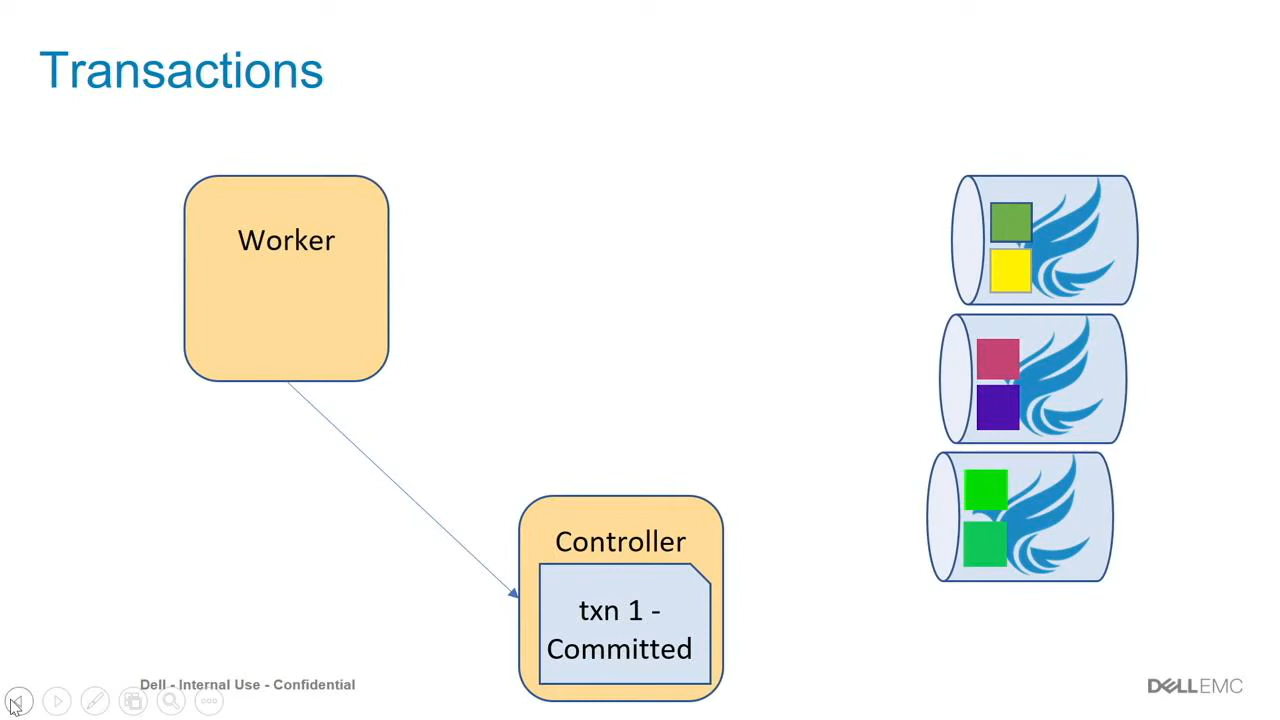 Transactions
Worker
Controller
txn 1 -
Committed
Dell - Internal Use - Confidential
DELLEMC